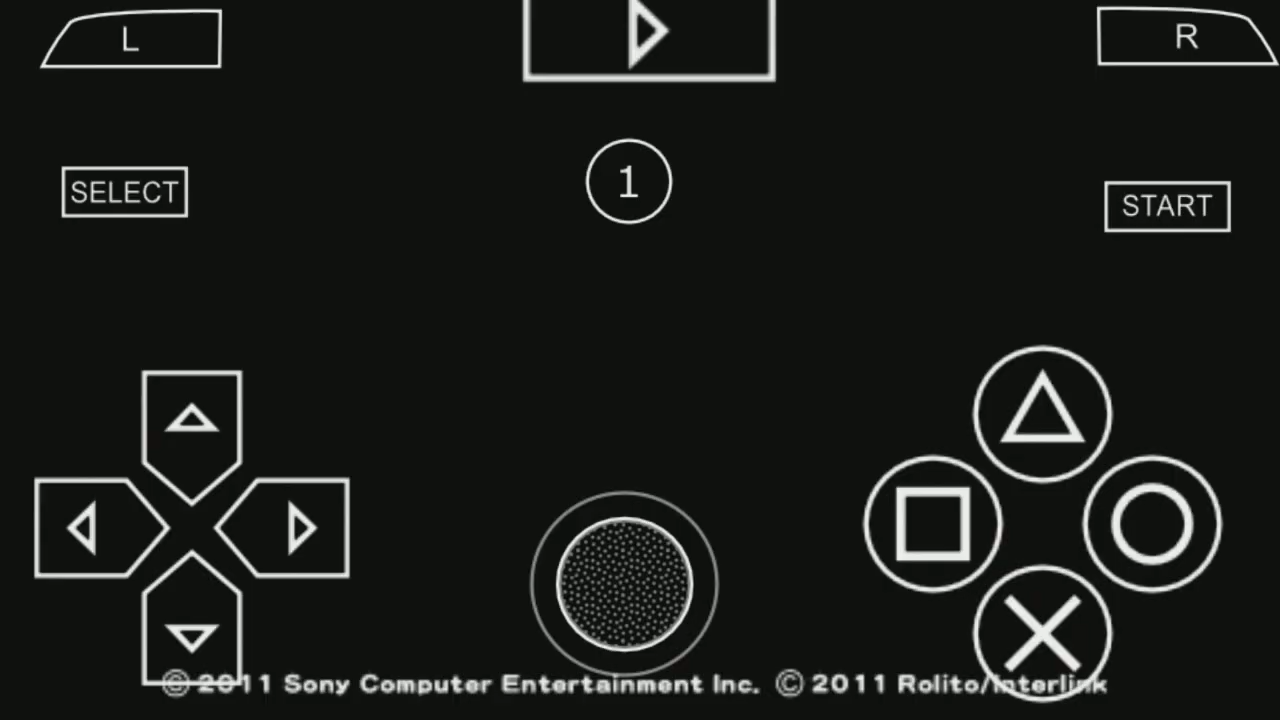 L
R
1
SELECT
START
© 2011 Sony Computer Entertainment Inc. © 2011 Rolito/Interlink